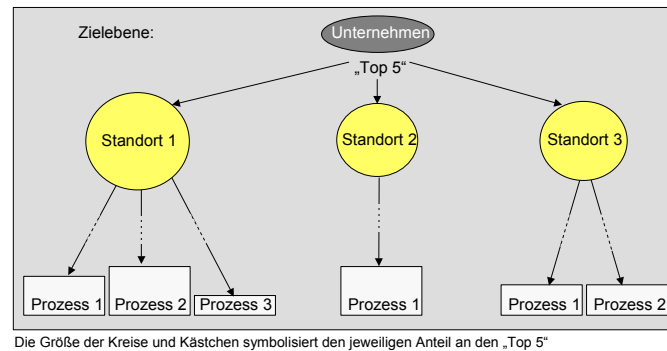 Zielebene:
Unternehmen
„Top 5“
Standort 1
Standort 2
Standort 3
Prozess 1
Prozess 2
Prozess 3
Prozess 1
Prozess 1
Prozess 2
Die Größe der Kreise und Kästchen symbolisiert den jeweiligen Anteil an den „Top 5“